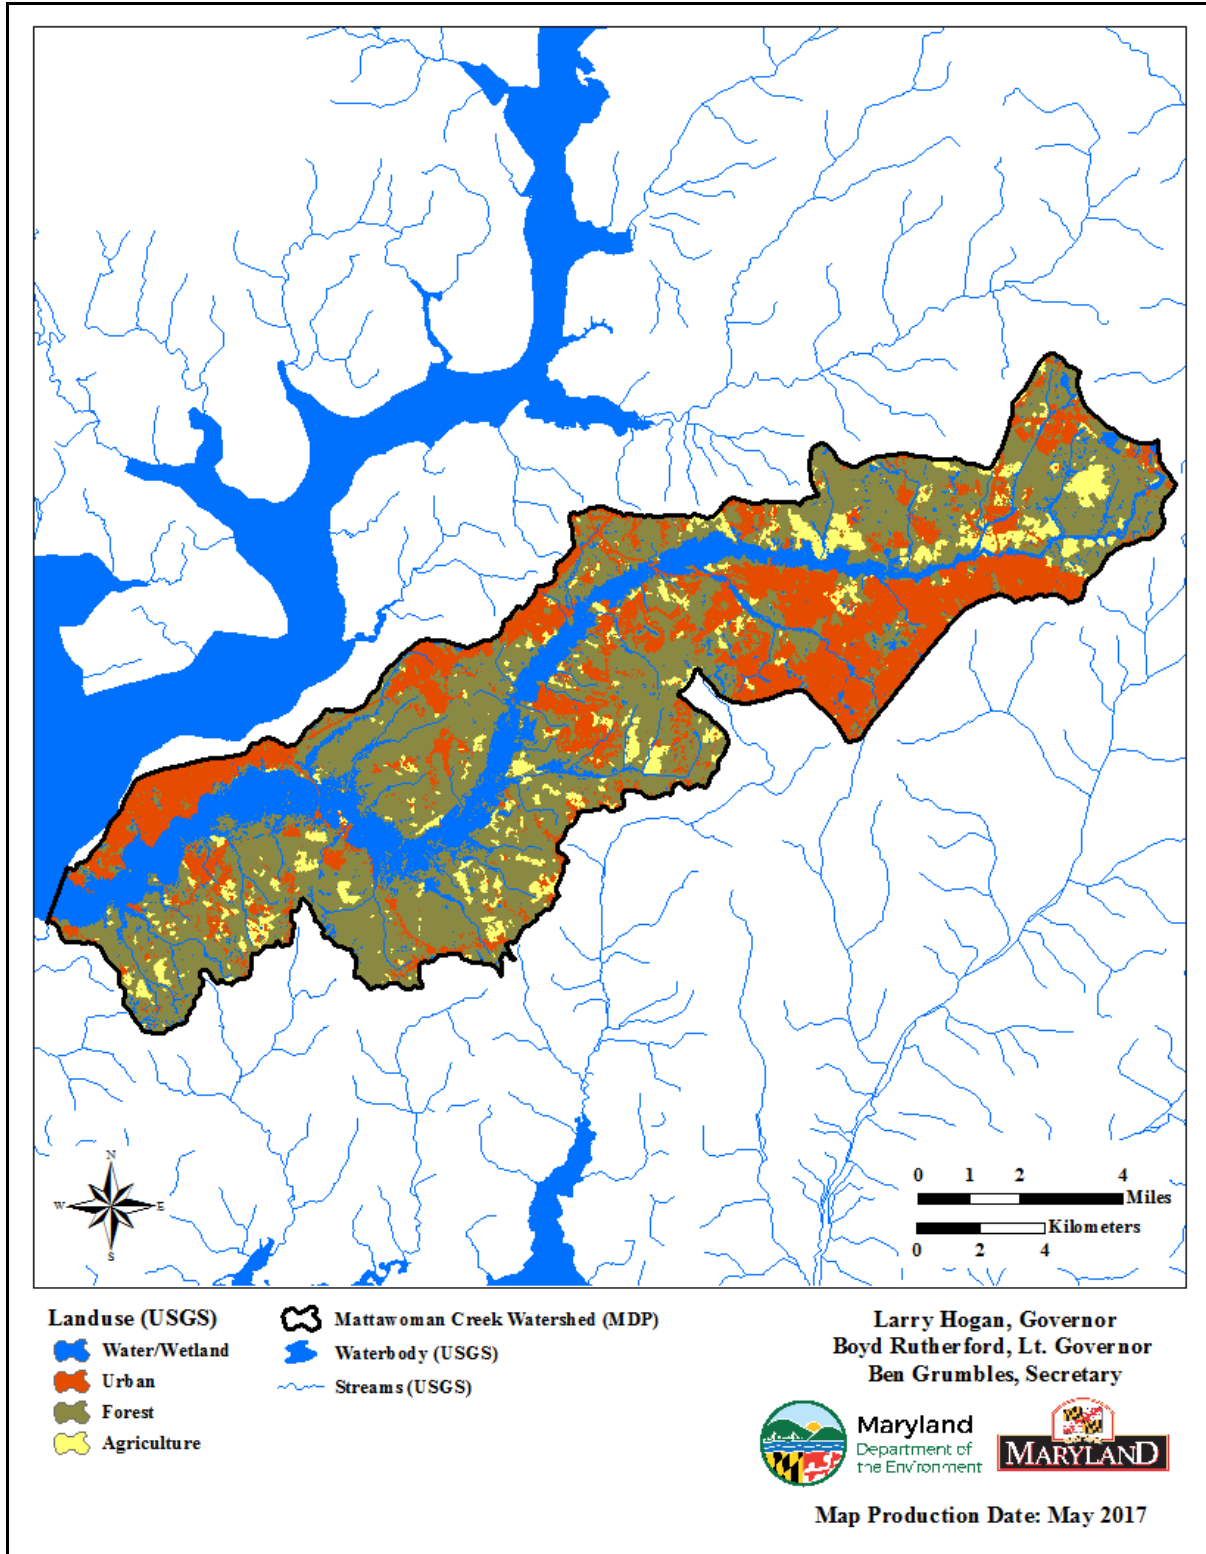 N
W
E
S
0 1 2 4
Miles
Kilometers
0 2 4
Landuse (USGS)
Water/Wetland
Urban
Forest
Agriculture
Mattawoman Creek Watershed (MDP)
Waterbody (USGS)
Streams (USGS)
Larry Hogan, Governor
Boyd Rutherford, Lt. Governor
Ben Grumbles, Secretary
Maryland
Department of
the Environment
MARYLAND
Map Production Date: May 2017